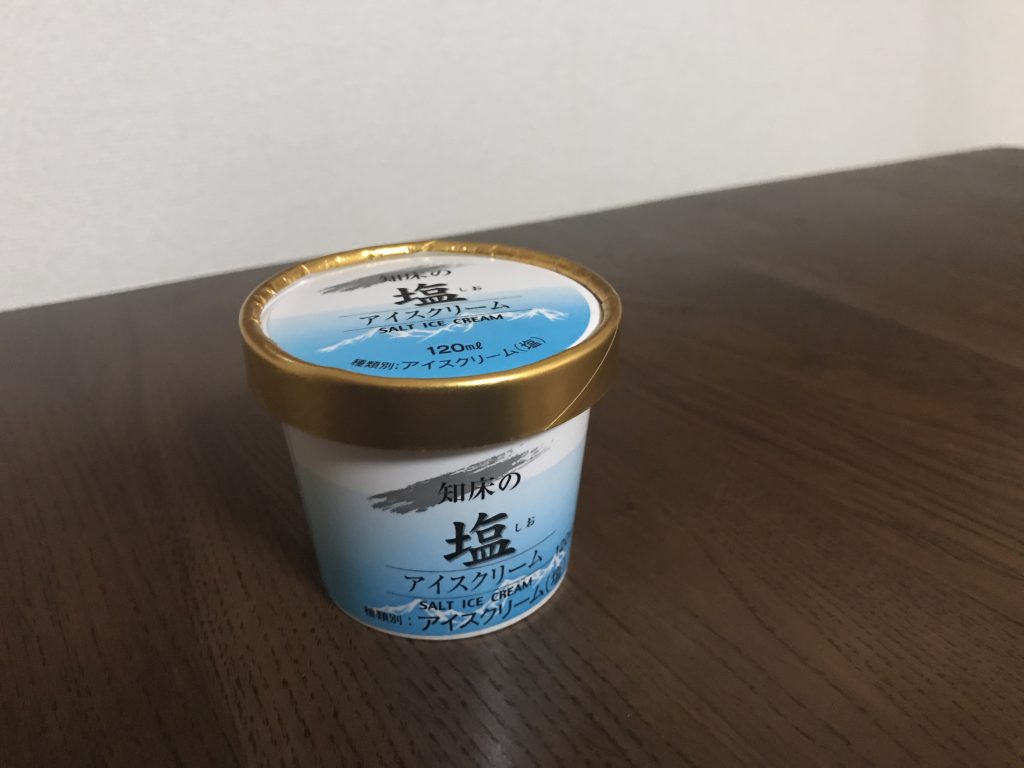 知床の
塩しお
アイスクリーム
SALT ICE CREAM
120mℓ
種類別：アイスクリーム(塩)
知床の
塩しお
アイスクリーム
SALT ICE CREAM
種類別：アイスクリーム(塩